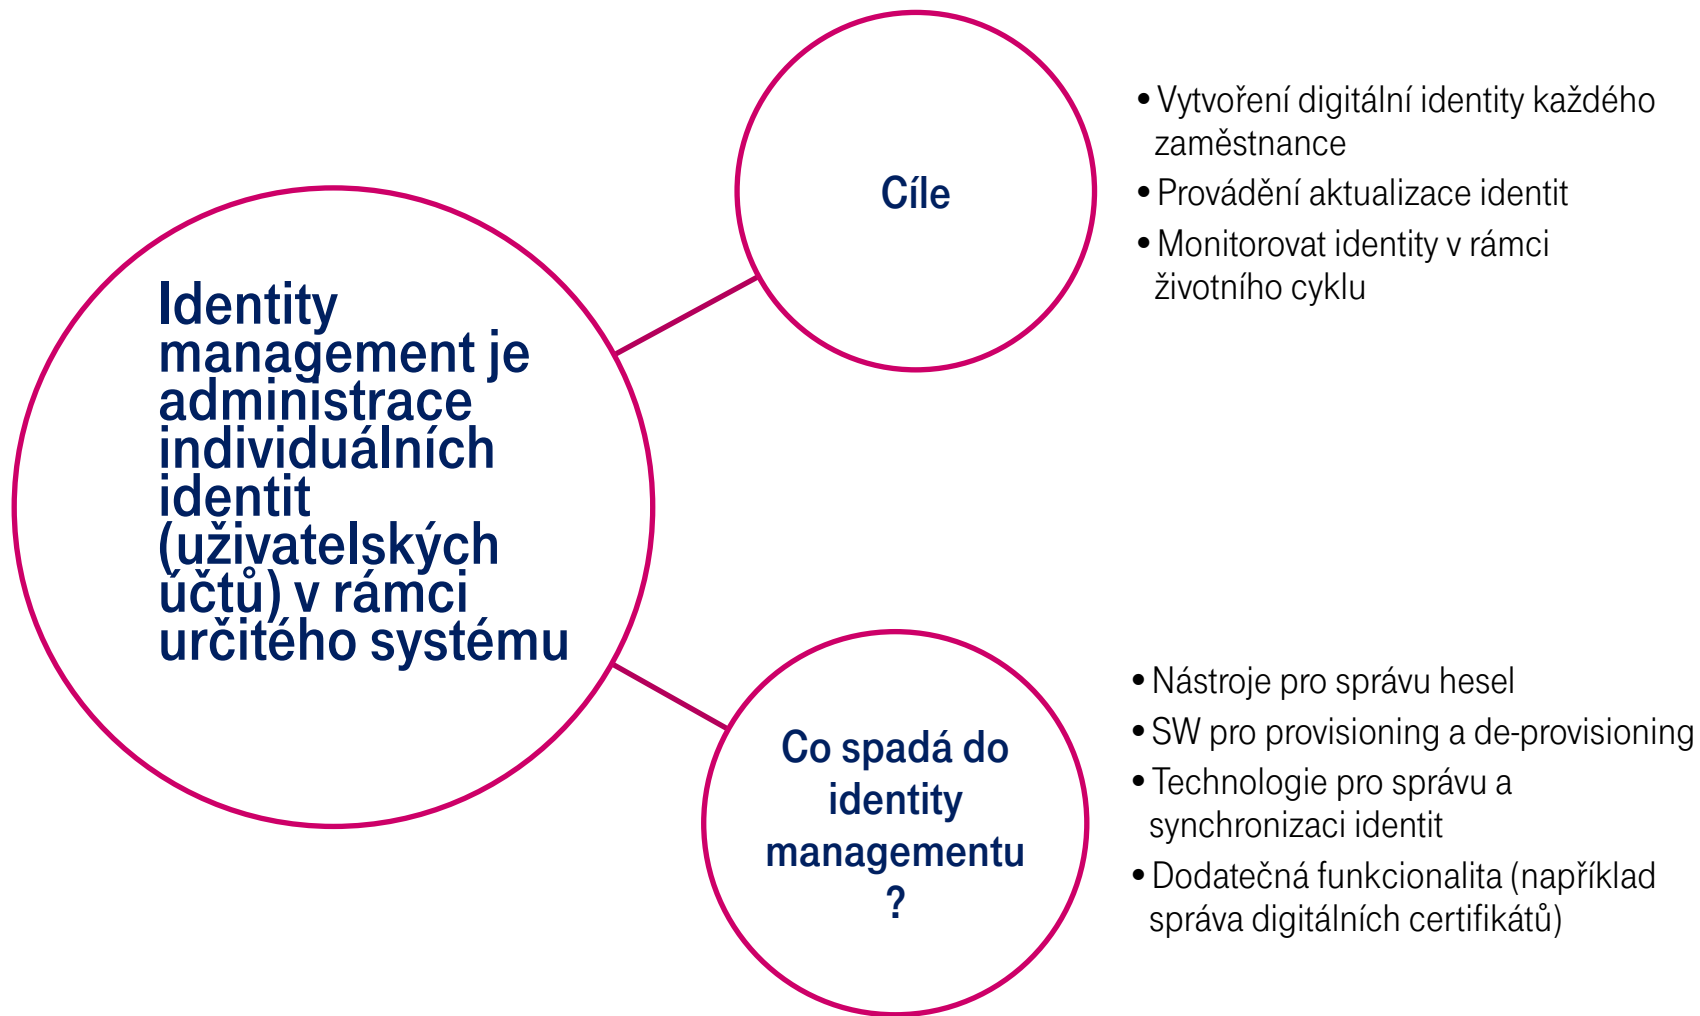 Identity
management je
administrace
individuálních
identit
(uživatelských
účtů) v rámci
určitého systému
Cíle
• Vytvoření digitální identity každého
zaměstnance
• Provádění aktualizace identit
• Monitorovat identity v rámci
životního cyklu
Co spadá do
identity
managementu
?
• Nástroje pro správu hesel
• SW pro provisioning a de-provisioning
• Technologie pro správu a
synchronizaci identit
• Dodatečná funkcionalita (například
správa digitálních certifikátů)